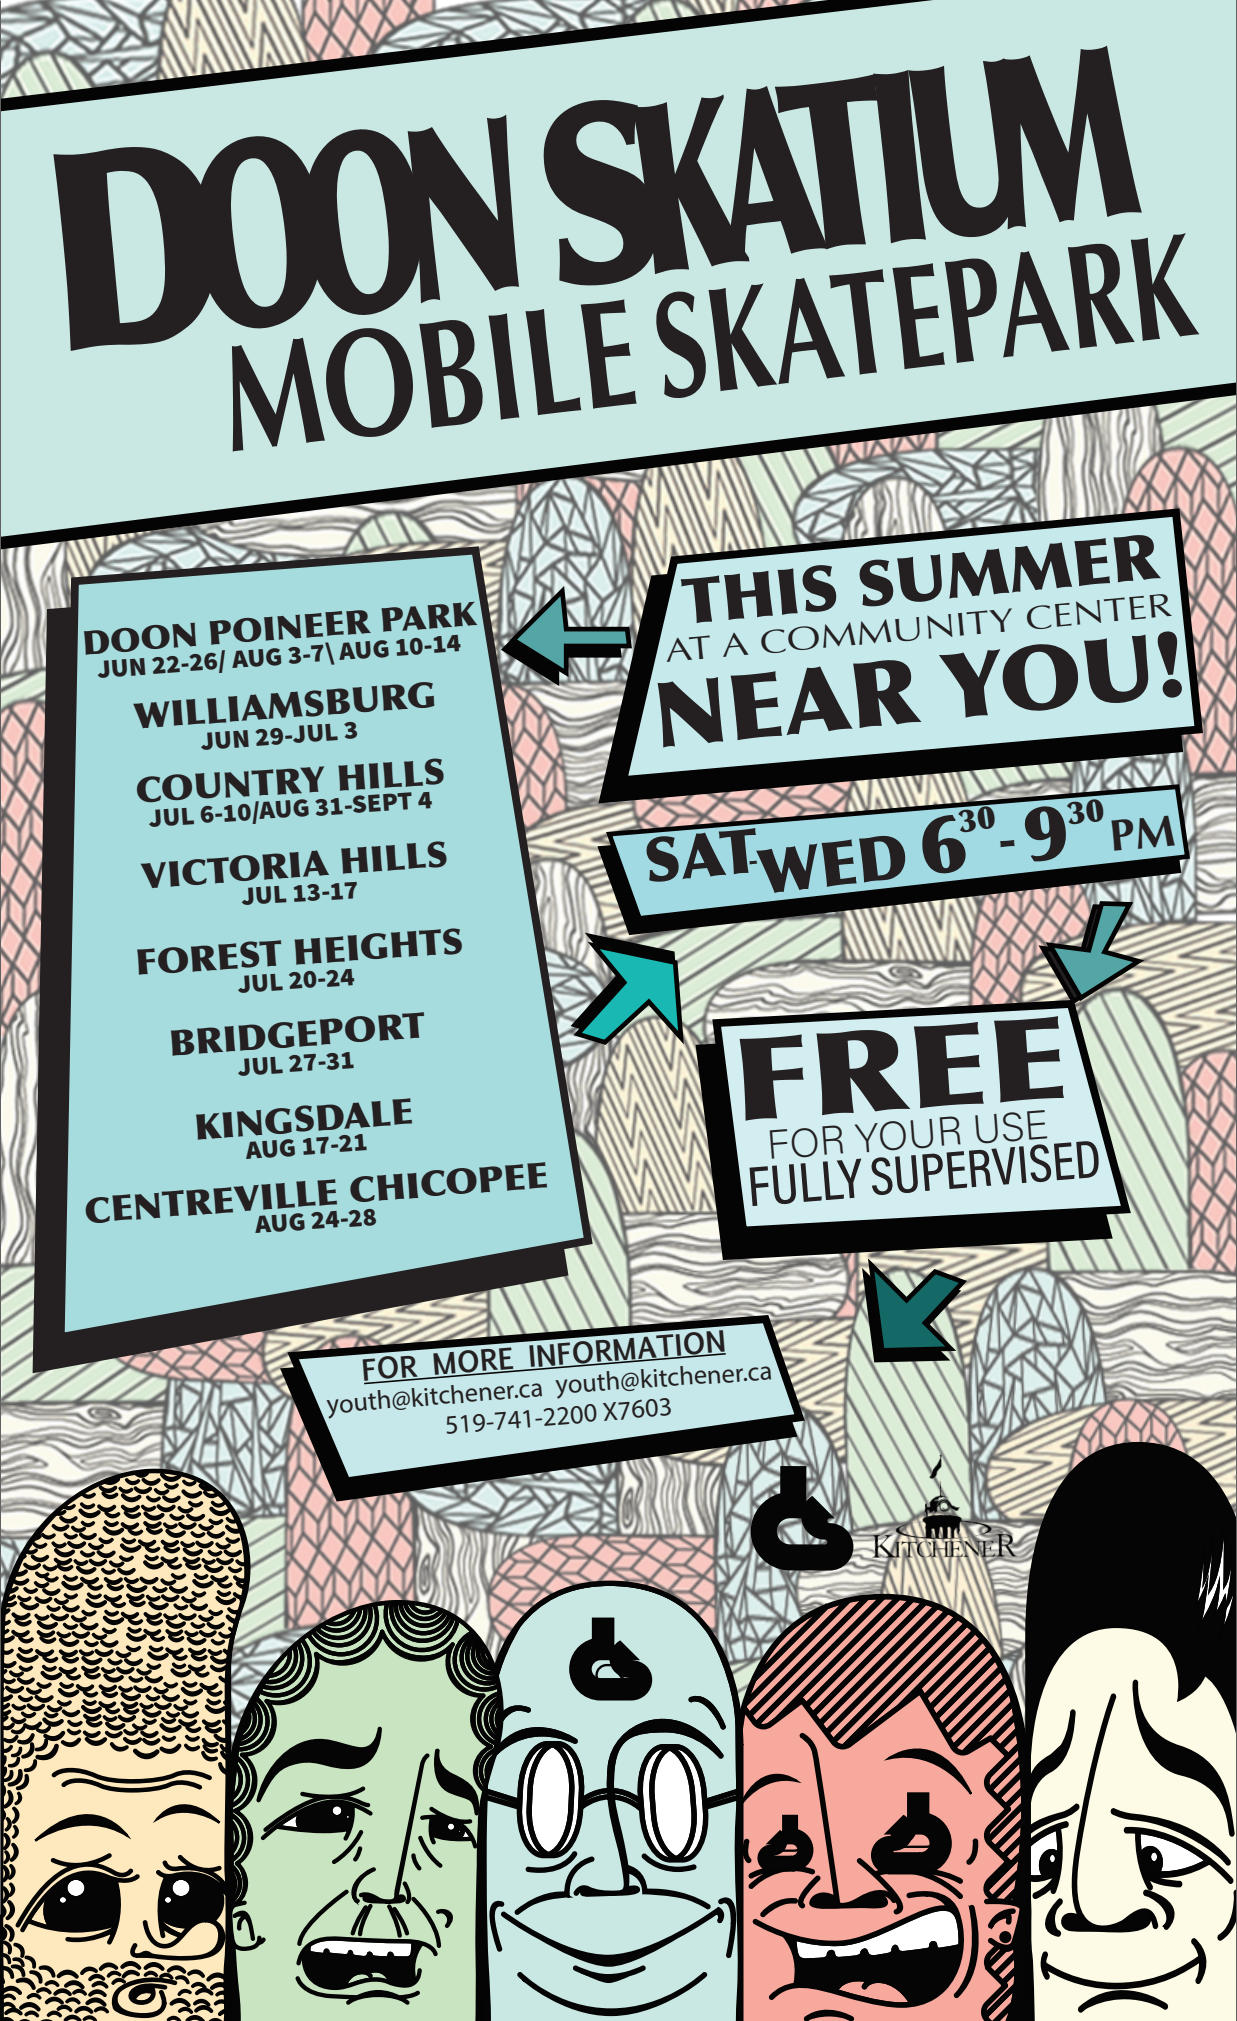 DOON SKATIUM
MOBILE SKATEPARK
THIS SUMMER
AT A COMMUNITY CENTER
NEAR YOU!
DOON POINEER PARK
JUN 22-26/ AUG 3-7\ AUG 10-14
WILLIAMSBURG
JUN 29-JUL 3
COUNTRY HILLS
JUL 6-10/AUG 31-SEPT 4
VICTORIA HILLS
JUL 13-17
FOREST HEIGHTS
JUL 20-24
BRIDGEPORT
JUL 27-31
KINGSDALE
AUG 17-21
CENTREVILLE CHICOPEE
AUG 24-28
SAT-WED 6³⁰-9³⁰ PM
FREE
FOR YOUR USE
FULLY SUPERVISED
FOR MORE INFORMATION
youth@kitchener.ca youth@kitchener.ca
519-741-2200 X7603
KITCHENER